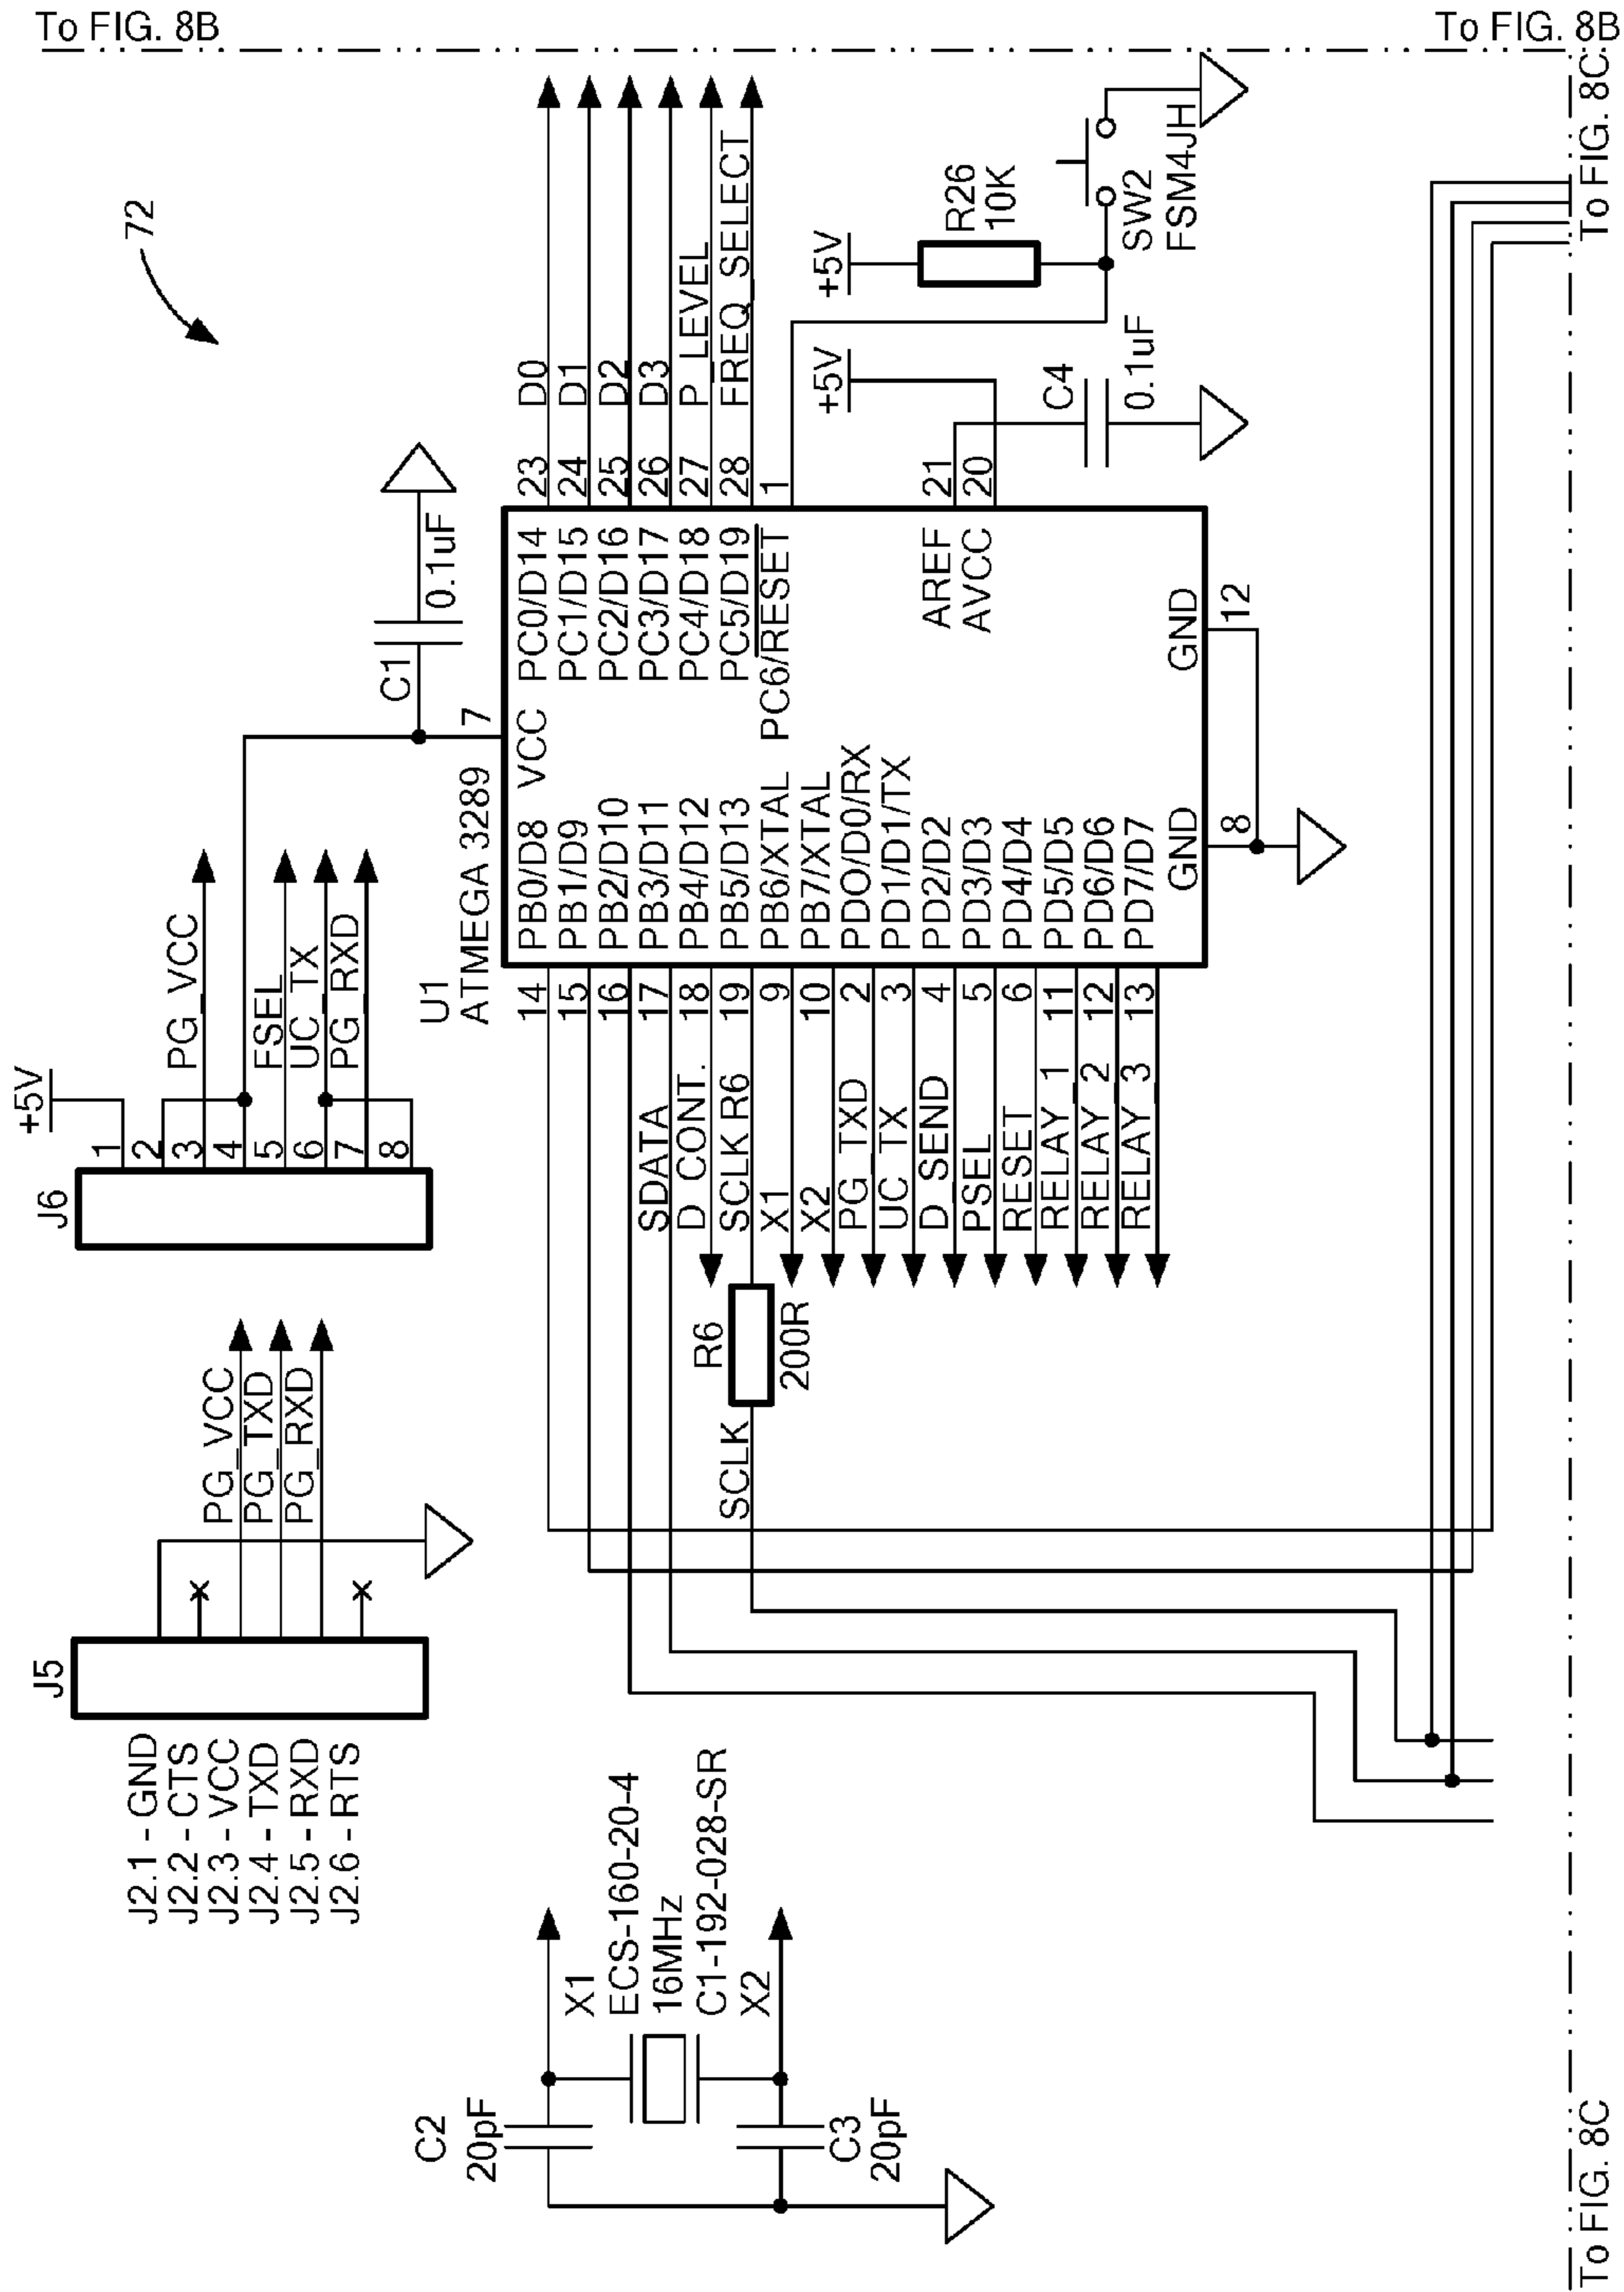 To FIG. 8B
To FIG. 8B
72
J5
J2.1 - GND
J2.2 - CTS
J2.3 - VCC
J2.4 - TXD
J2.5 - RXD
J2.6 - RTS
PG_VCC
PG_TXD
PG_RXD
J6
+5V
1
2
3
4
5
6
7
8
PG_VCC
FSEL
UC_TX
PG_RXD
C1
0.1uF
7
U1
ATMEGA 3289
VCC
PB0/D8
PB1/D9
PB2/D10
PB3/D11
PB4/D12
PB5/D13
PB6/XTAL
PB7/XTAL
PDO/D0/RX
PD1/D1/TX
PD2/D2
PD3/D3
PD4/D4
PD5/D5
PD6/D6
PD7/D7
GND
PC0/D14
PC1/D15
PC2/D16
PC3/D17
PC4/D18
PC5/D19
PC6/RESET
AREF
AVCC
GND
14
15
16
17
18
19
9
10
2
3
4
5
6
11
12
13
SDATA
D_CONT.
SCLK R6
X1
X2
PG_TXD
UC_TX
D_SEND
PSEL
RESET
RELAY_1
RELAY_2
RELAY_3
23
24
25
26
27
28
1
21
20
D0
D1
D2
D3
P_LEVEL
FREQ_SELECT
8
12
+5V
+5V
R26
10K
SW2
FSM4JH
C4
0.1uF
R6
200R
SCLK
C2
20pF
X1
ECS-160-20-4
16MHz
C1-192-028-SR
X2
C3
20pF
To FIG. 8C
To FIG. 8C